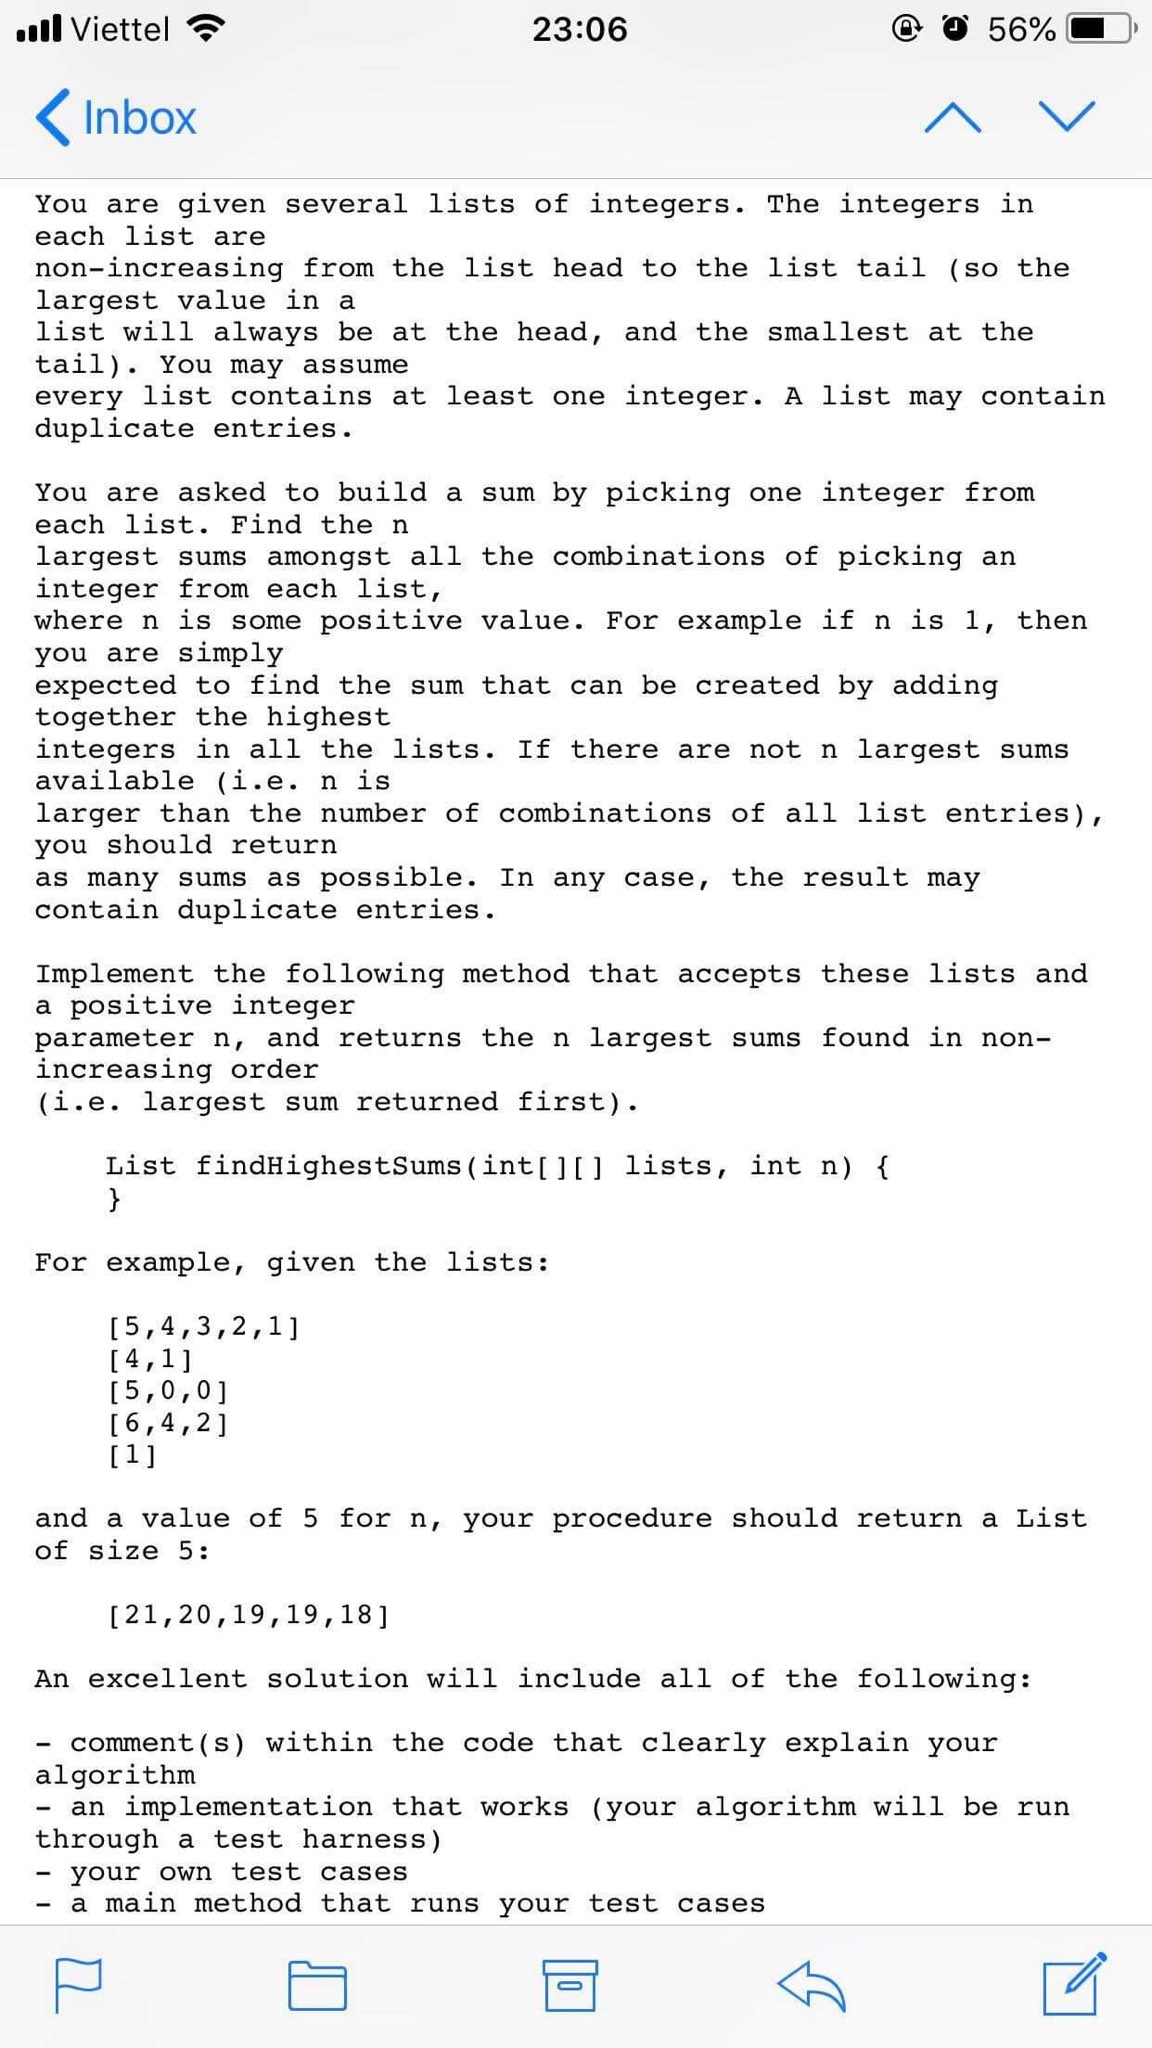 Viettel 23:06 56%
Inbox
You are given several lists of integers. The integers in
each list are
non-increasing from the list head to the list tail (so the
largest value in a
list will always be at the head, and the smallest at the
tail). You may assume
every list contains at least one integer. A list may contain
duplicate entries.
You are asked to build a sum by picking one integer from
each list. Find the n
largest sums amongst all the combinations of picking an
integer from each list,
where n is some positive value. For example if n is 1, then
you are simply
expected to find the sum that can be created by adding
together the highest
integers in all the lists. If there are not n largest sums
available (i.e. n is
larger than the number of combinations of all list entries),
you should return
as many sums as possible. In any case, the result may
contain duplicate entries.
Implement the following method that accepts these lists and
a positive integer
parameter n, and returns the n largest sums found in non-
increasing order
(i.e. largest sum returned first).
List findHighestSums(int[][] lists, int n) {
}
For example, given the lists:
[5,4,3,2,1]
[4,1]
[5,0,0]
[6,4,2]
[1]
and a value of 5 for n, your procedure should return a List
of size 5:
[21,20,19,19,18]
An excellent solution will include all of the following:
- comment(s) within the code that clearly explain your
algorithm
- an implementation that works (your algorithm will be run
through a test harness)
- your own test cases
- a main method that runs your test cases